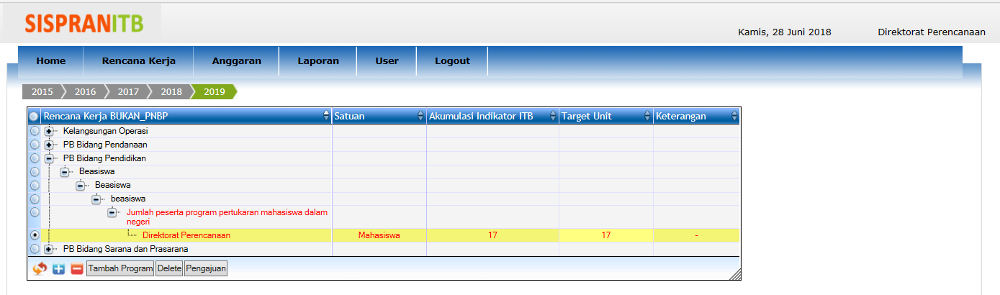 SISPRANITB
Kamis, 28 Juni 2018 Direktorat Perencanaan
Home Rencana Kerja Anggaran Laporan User Logout
2015 2016 2017 2018 2019
Rencana Kerja BUKAN_PNBP Satuan Akumulasi Indikator ITB Target Unit Keterangan
Kelangsungan Operasi
PB Bidang Pendanaan
PB Bidang Pendidikan
Beasiswa
Beasiswa
beasiswa
Jumlah peserta program pertukaran mahasiswa dalam
negeri
Direktorat Perencanaan Mahasiswa 17 17 -
PB Bidang Sarana dan Prasarana
Tambah Program Delete Pengajuan